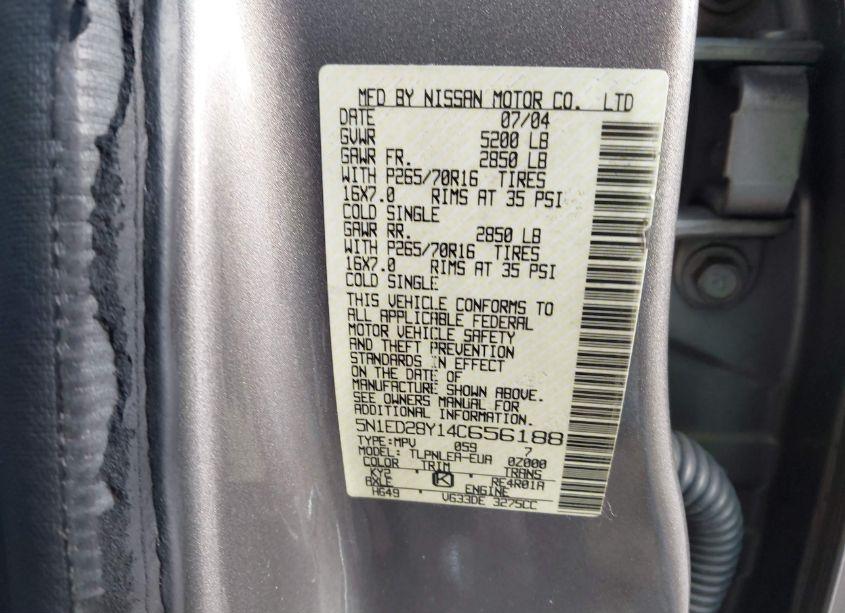 MFD BY NISSAN MOTOR CO. LTD
DATE 07/04
GVWR 5200 LB
GAWR FR. 2850 LB
WITH P265/70R16 TIRES
16X7.0 RIMS AT 35 PSI
COLD SINGLE
GAWR RR. 2850 LB
WITH P265/70R16 TIRES
16X7.0 RIMS AT 35 PSI
COLD SINGLE
THIS VEHICLE CONFORMS TO
ALL APPLICABLE FEDERAL
MOTOR VEHICLE SAFETY
AND THEFT PREVENTION
STANDARDS IN EFFECT
ON THE DATE OF
MANUFACTURE SHOWN ABOVE.
SEE OWNERS MANUAL FOR
ADDITIONAL INFORMATION.
5N1ED28Y14C656188
TYPE:MPV 059 7
MODEL: TLPNLEA-EUA 0Z000
COLOR TRIM TRANS
KY2 K RE4R01A
AXLE ENGINE
HG49 VG33DE 3275CC